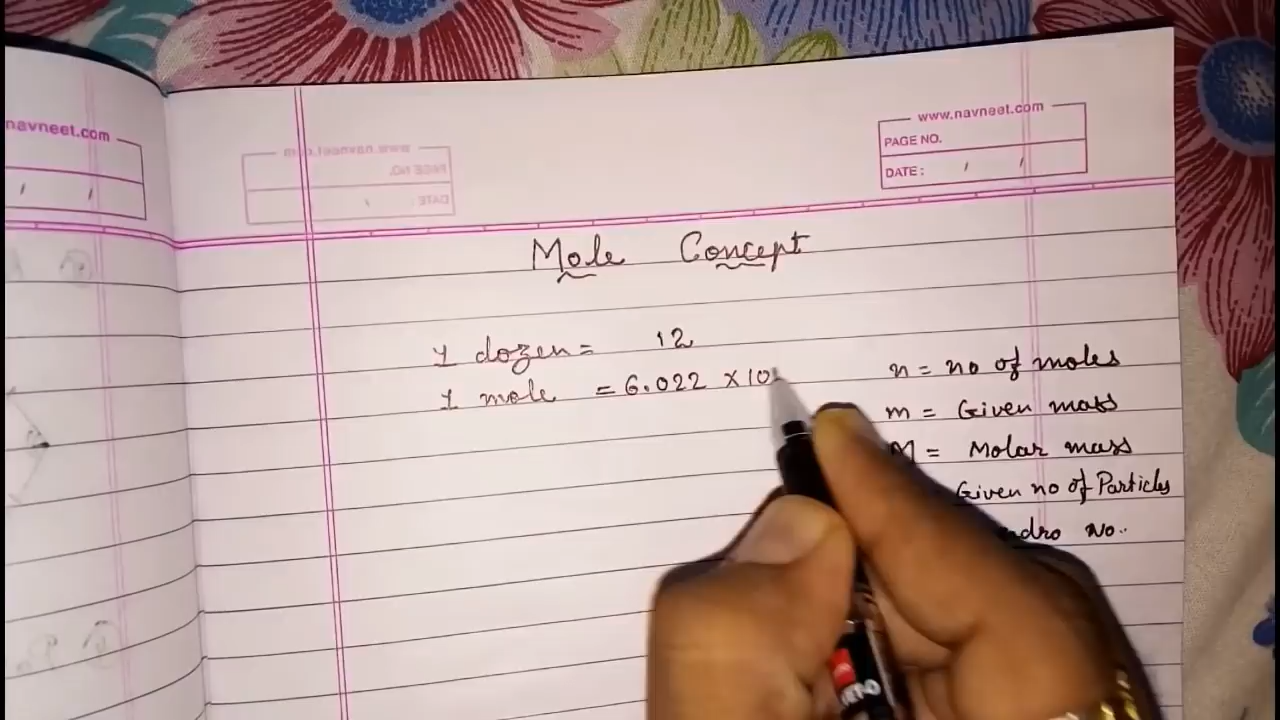 navneet.com
www.navneet.com
PAGE NO.
DATE: / /
Mole Concept
1 dozen = 12
1 mole = 6.022 × 10
n = no of moles
m = Given mass
M = Molar mass
Given no of Particles
No..